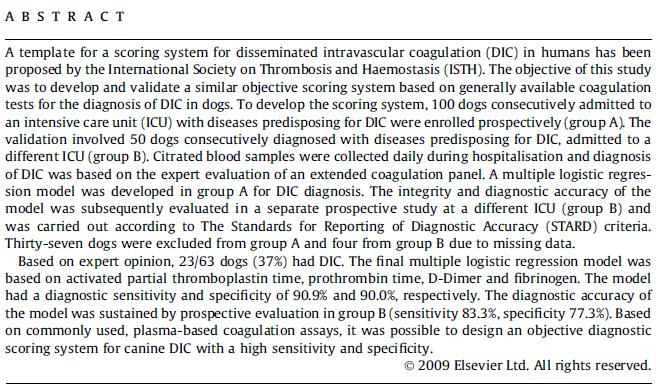 A B S T R A C T
A template for a scoring system for disseminated intravascular coagulation (DIC) in humans has been
proposed by the International Society on Thrombosis and Haemostasis (ISTH). The objective of this study
was to develop and validate a similar objective scoring system based on generally available coagulation
tests for the diagnosis of DIC in dogs. To develop the scoring system, 100 dogs consecutively admitted to
an intensive care unit (ICU) with diseases predisposing for DIC were enrolled prospectively (group A). The
validation involved 50 dogs consecutively diagnosed with diseases predisposing for DIC, admitted to a
different ICU (group B). Citrated blood samples were collected daily during hospitalisation and diagnosis
of DIC was based on the expert evaluation of an extended coagulation panel. A multiple logistic regres-
sion model was developed in group A for DIC diagnosis. The integrity and diagnostic accuracy of the
model was subsequently evaluated in a separate prospective study at a different ICU (group B) and
was carried out according to The Standards for Reporting of Diagnostic Accuracy (STARD) criteria.
Thirty-seven dogs were excluded from group A and four from group B due to missing data.
Based on expert opinion, 23/63 dogs (37%) had DIC. The final multiple logistic regression model was
based on activated partial thromboplastin time, prothrombin time, D-Dimer and fibrinogen. The model
had a diagnostic sensitivity and specificity of 90.9% and 90.0%, respectively. The diagnostic accuracy of
the model was sustained by prospective evaluation in group B (sensitivity 83.3%, specificity 77.3%). Based
on commonly used, plasma-based coagulation assays, it was possible to design an objective diagnostic
scoring system for canine DIC with a high sensitivity and specificity.
© 2009 Elsevier Ltd. All rights reserved.